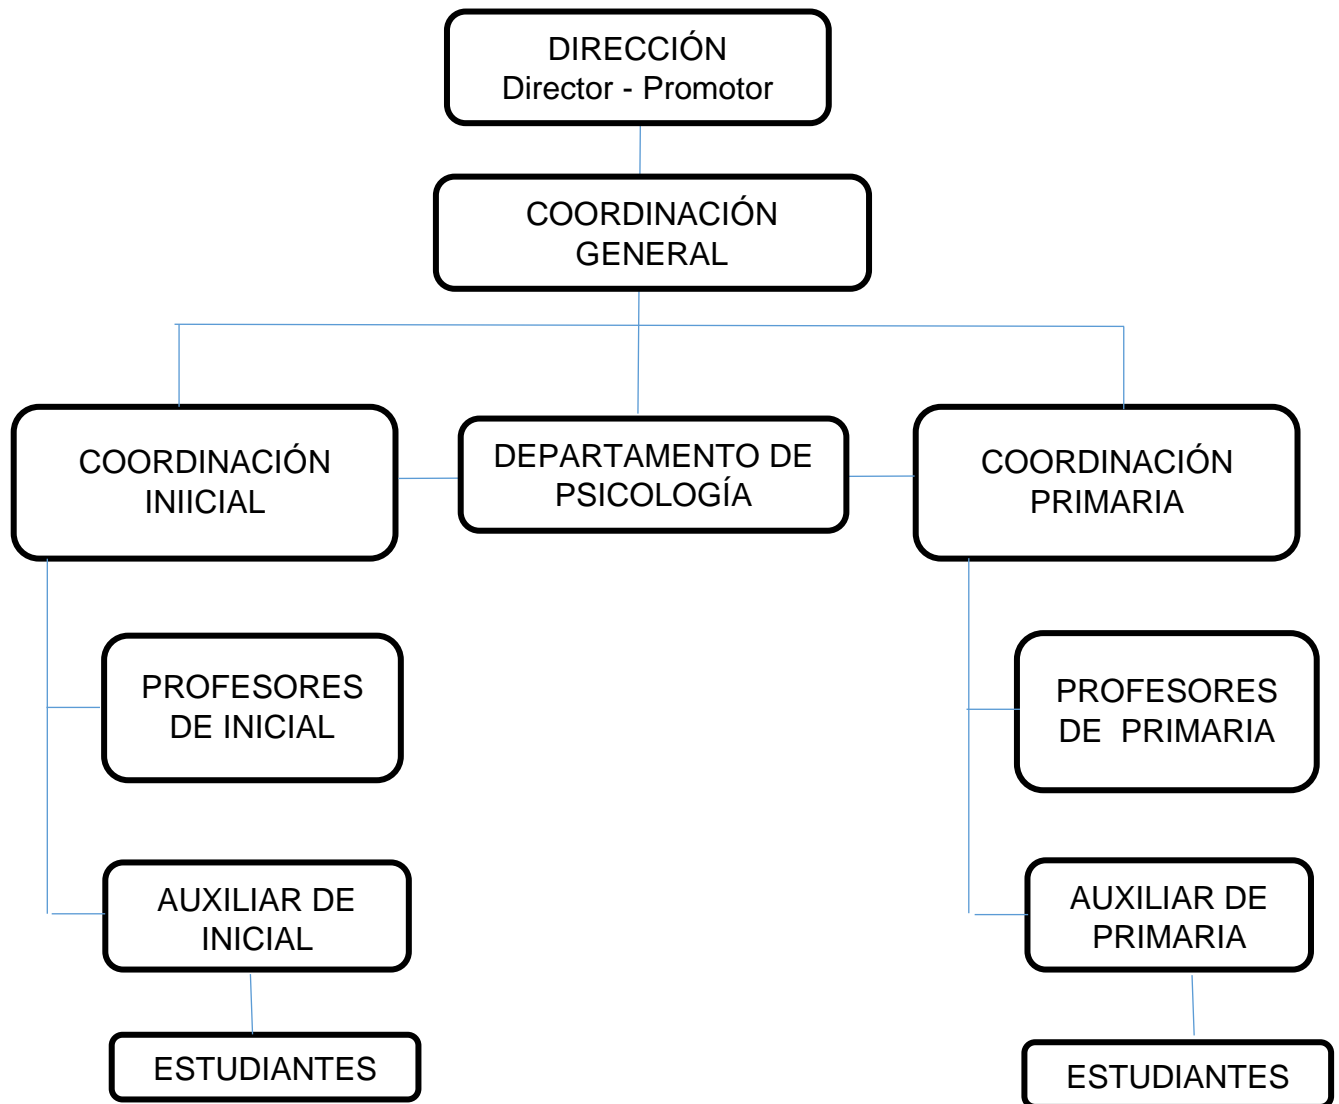 DIRECCIÓN
Director - Promotor
COORDINACIÓN
GENERAL
COORDINACIÓN
INIICIAL
DEPARTAMENTO DE
PSICOLOGÍA
COORDINACIÓN
PRIMARIA
PROFESORES
DE INICIAL
PROFESORES
DE  PRIMARIA
AUXILIAR DE
INICIAL
AUXILIAR DE
PRIMARIA
ESTUDIANTES
ESTUDIANTES